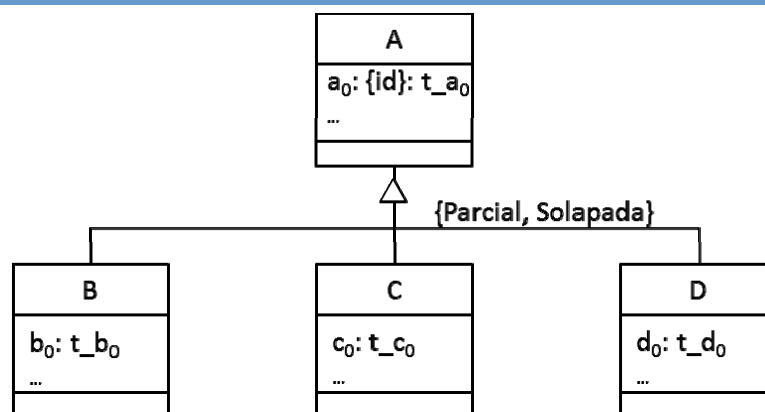 A
a₀: {id}: t_a₀
...
{Parcial, Solapada}
B
C
D
b₀: t_b₀
c₀: t_c₀
d₀: t_d₀
...
...
...